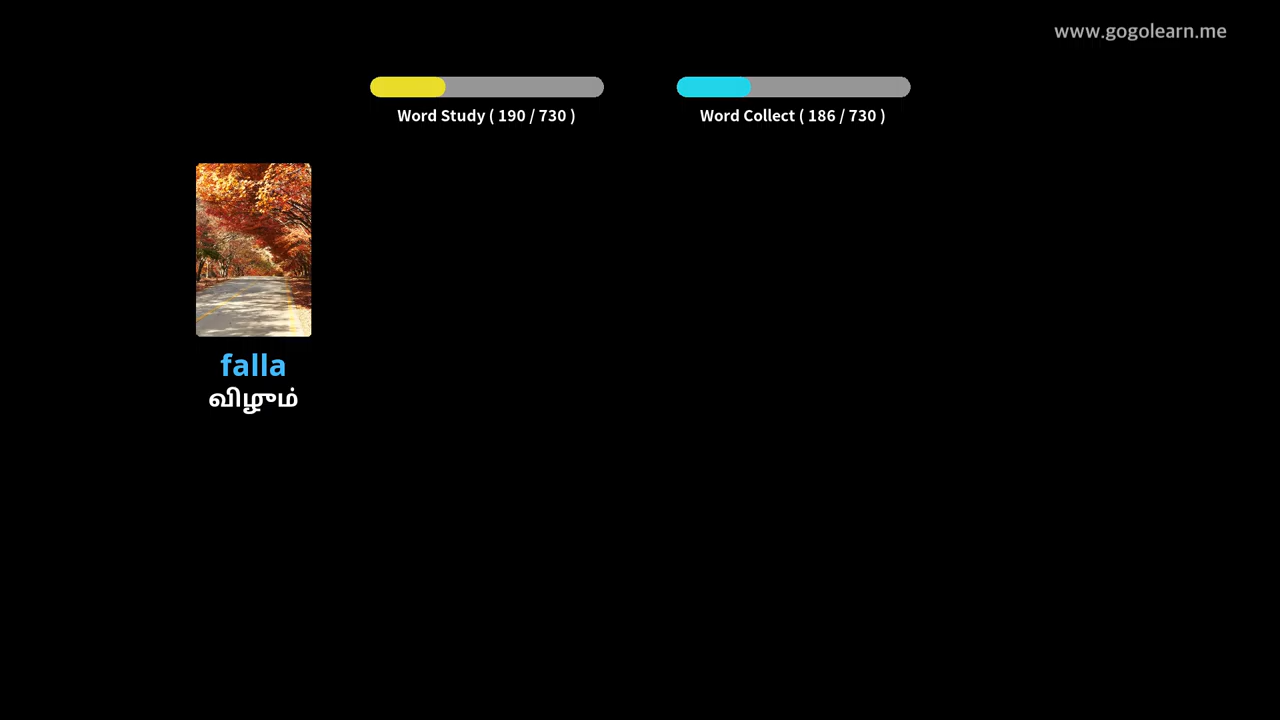 www.gogolearn.me
Word Study ( 190 / 730 )
Word Collect ( 186 / 730 )
falla
விழும்